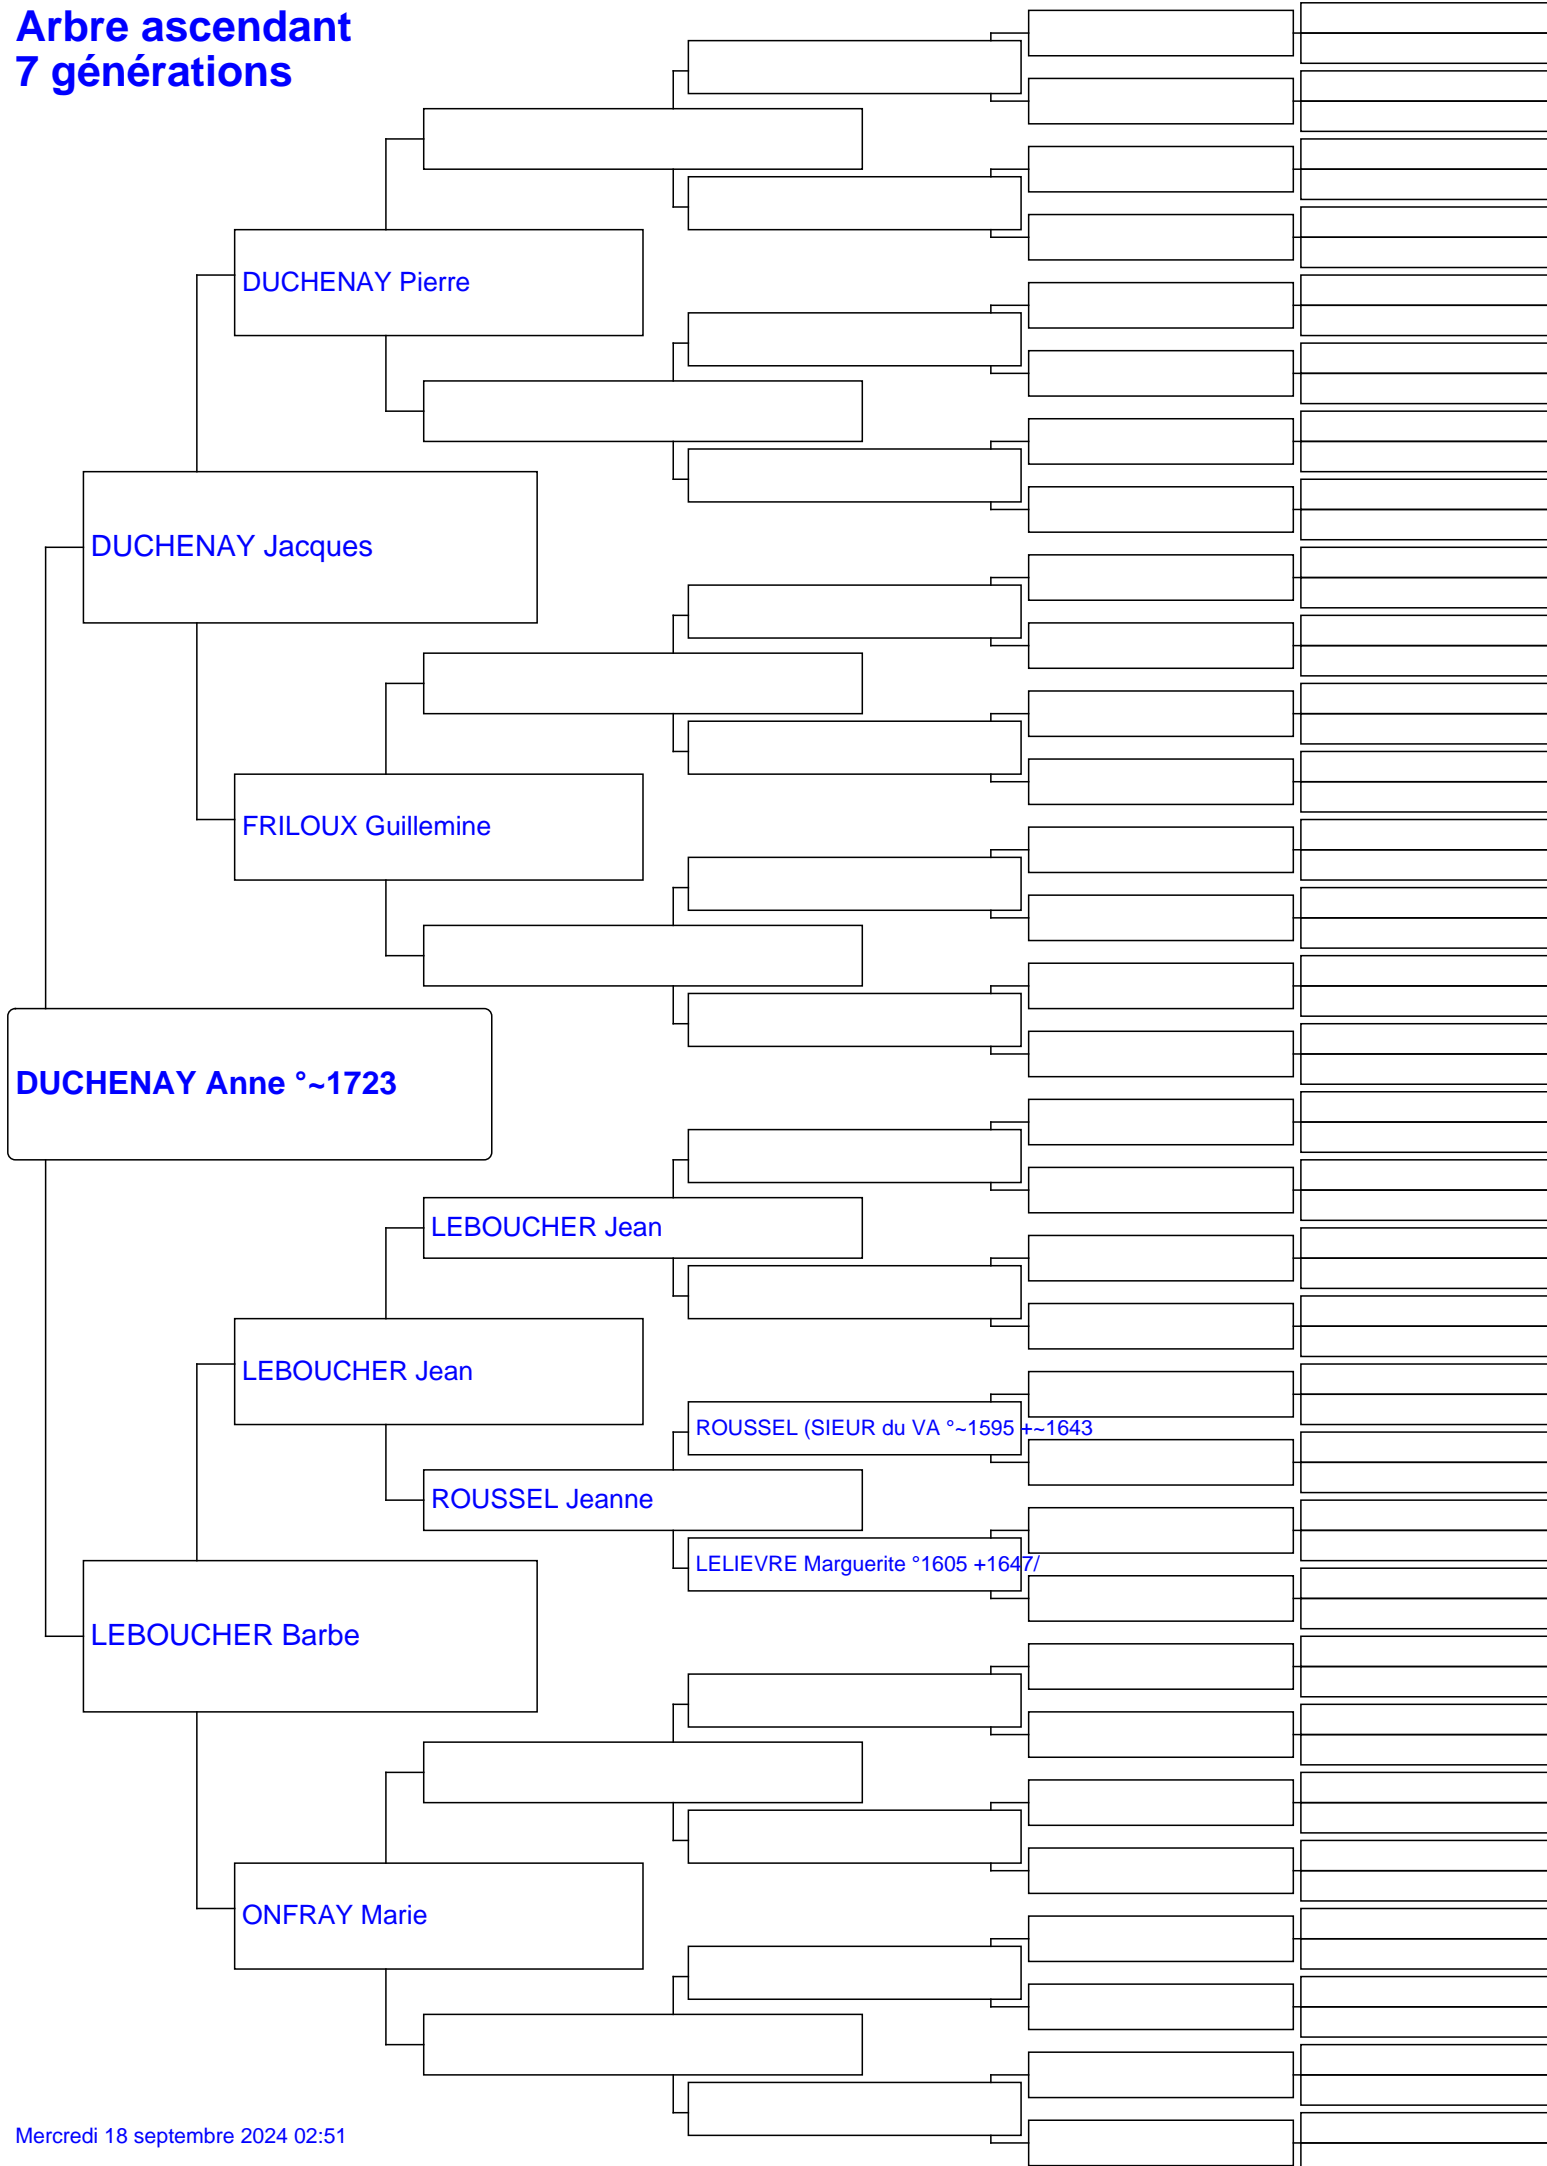 Arbre ascendant
7 générations
DUCHENAY Pierre
DUCHENAY Jacques
FRILOUX Guillemine
DUCHENAY Anne °~1723
LEBOUCHER Jean
LEBOUCHER Jean
ROUSSEL (SIEUR du VA °~1595 +~1643
ROUSSEL Jeanne
LELIEVRE Marguerite °1605 +1647/
LEBOUCHER Barbe
ONFRAY Marie
Mercredi 18 septembre 2024 02:51